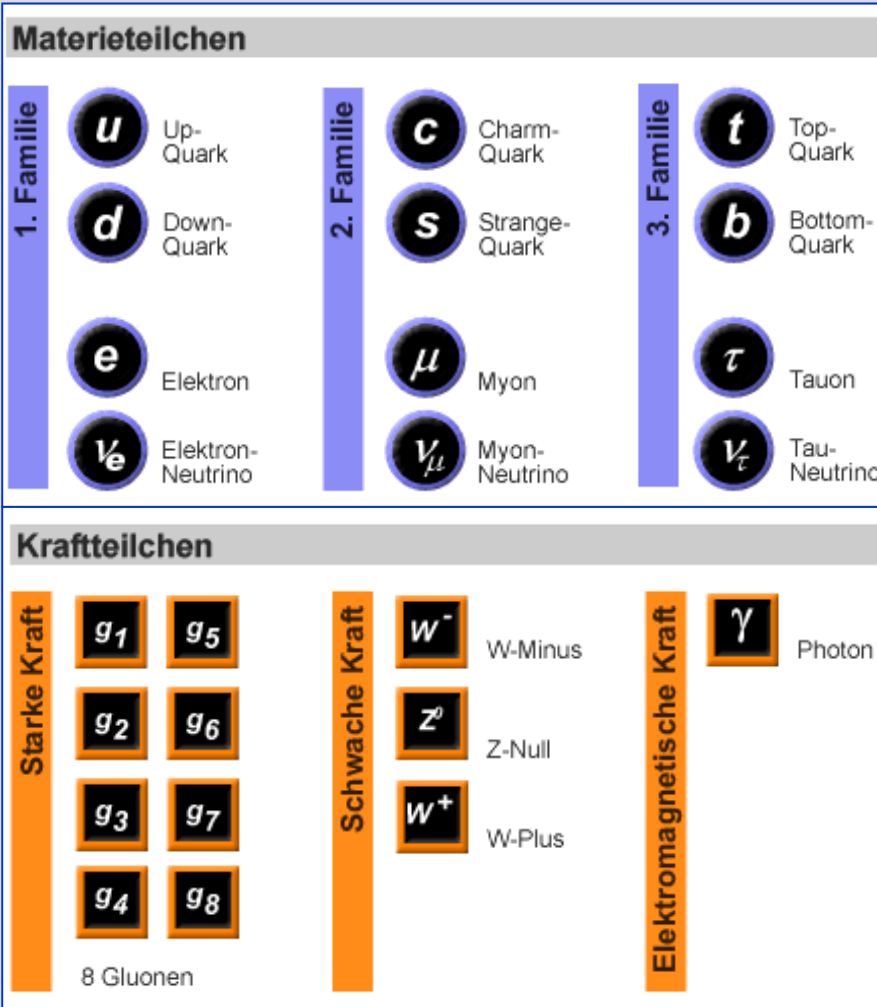 Materieteilchen
1. Familie
u Up-
Quark
d Down-
Quark
e Elektron
νe Elektron-
Neutrino
2. Familie
c Charm-
Quark
s Strange-
Quark
μ Myon
νμ Myon-
Neutrino
3. Familie
t Top-
Quark
b Bottom-
Quark
τ Tauon
ντ Tau-
Neutrino
Kraftteilchen
Starke Kraft
g1 g5
g2 g6
g3 g7
g4 g8
8 Gluonen
Schwache Kraft
W- W-Minus
Z0 Z-Null
W+ W-Plus
Elektromagnetische Kraft
γ Photon